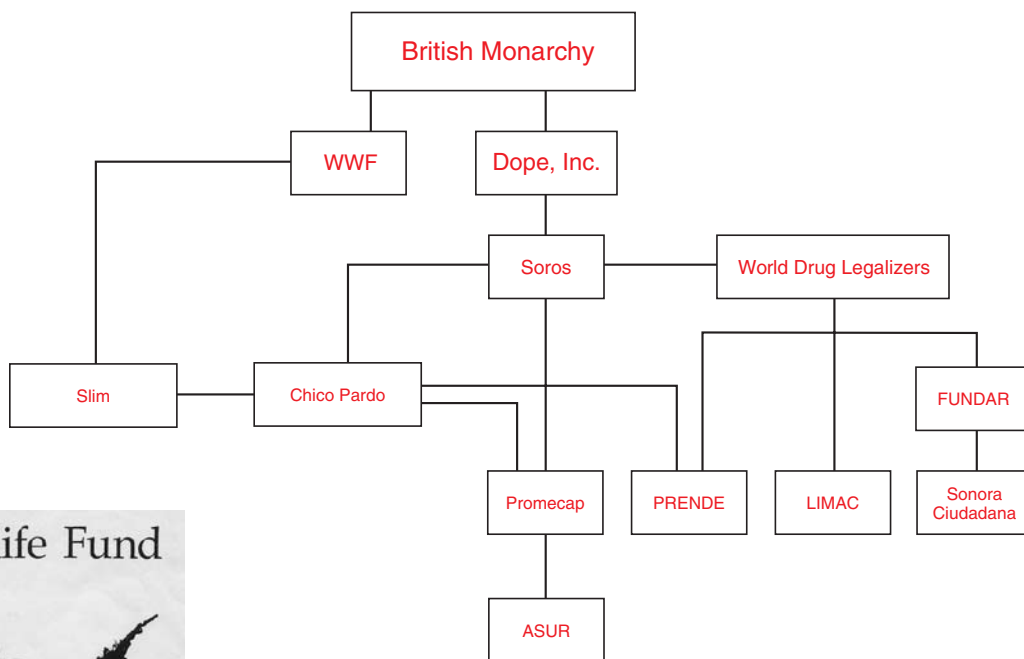 British Monarchy
WWF
Dope, Inc.
Soros
World Drug Legalizers
Slim
Chico Pardo
FUNDAR
Promecap
PRENDE
LIMAC
Sonora
Ciudadana
ife Fund
ASUR